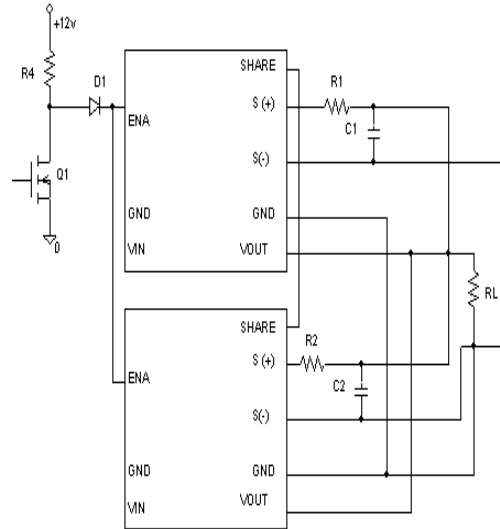 +12v
R4
D1
Q1
0
SHARE
R1
ENA
S (+)
C1
S(-)
GND
GND
VIN
VOUT
RL
SHARE
R2
S (+)
ENA
C2
S(-)
GND
GND
VIN
VOUT